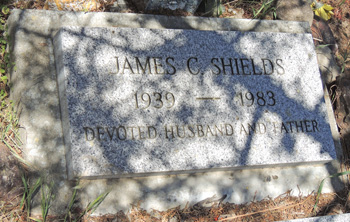 JAMES C. SHIELDS
1939 — 1983
DEVOTED HUSBAND AND FATHER